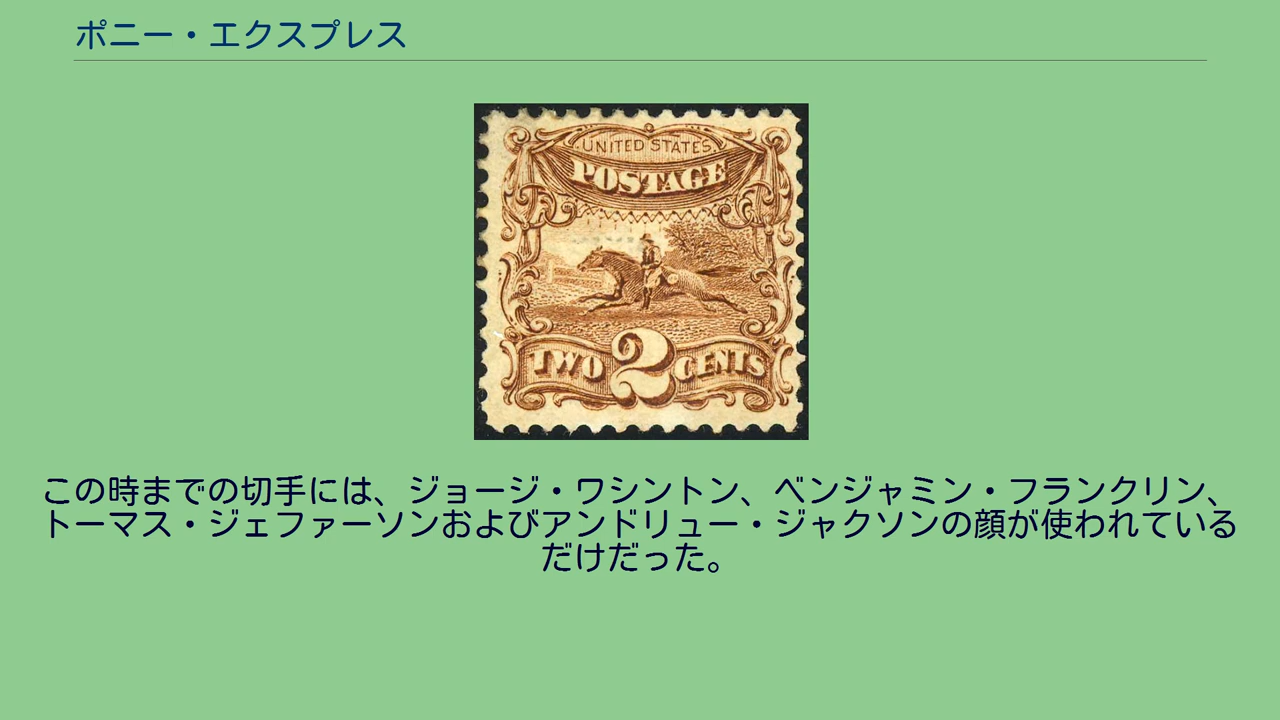 ポニー・エクスプレス
UNITED STATES
POSTAGE
TWO 2 CENTS
この時までの切手には、ジョージ・ワシントン、ベンジャミン・フランクリン、
トーマス・ジェファーソンおよびアンドリュー・ジャクソンの顔が使われている
だけだった。